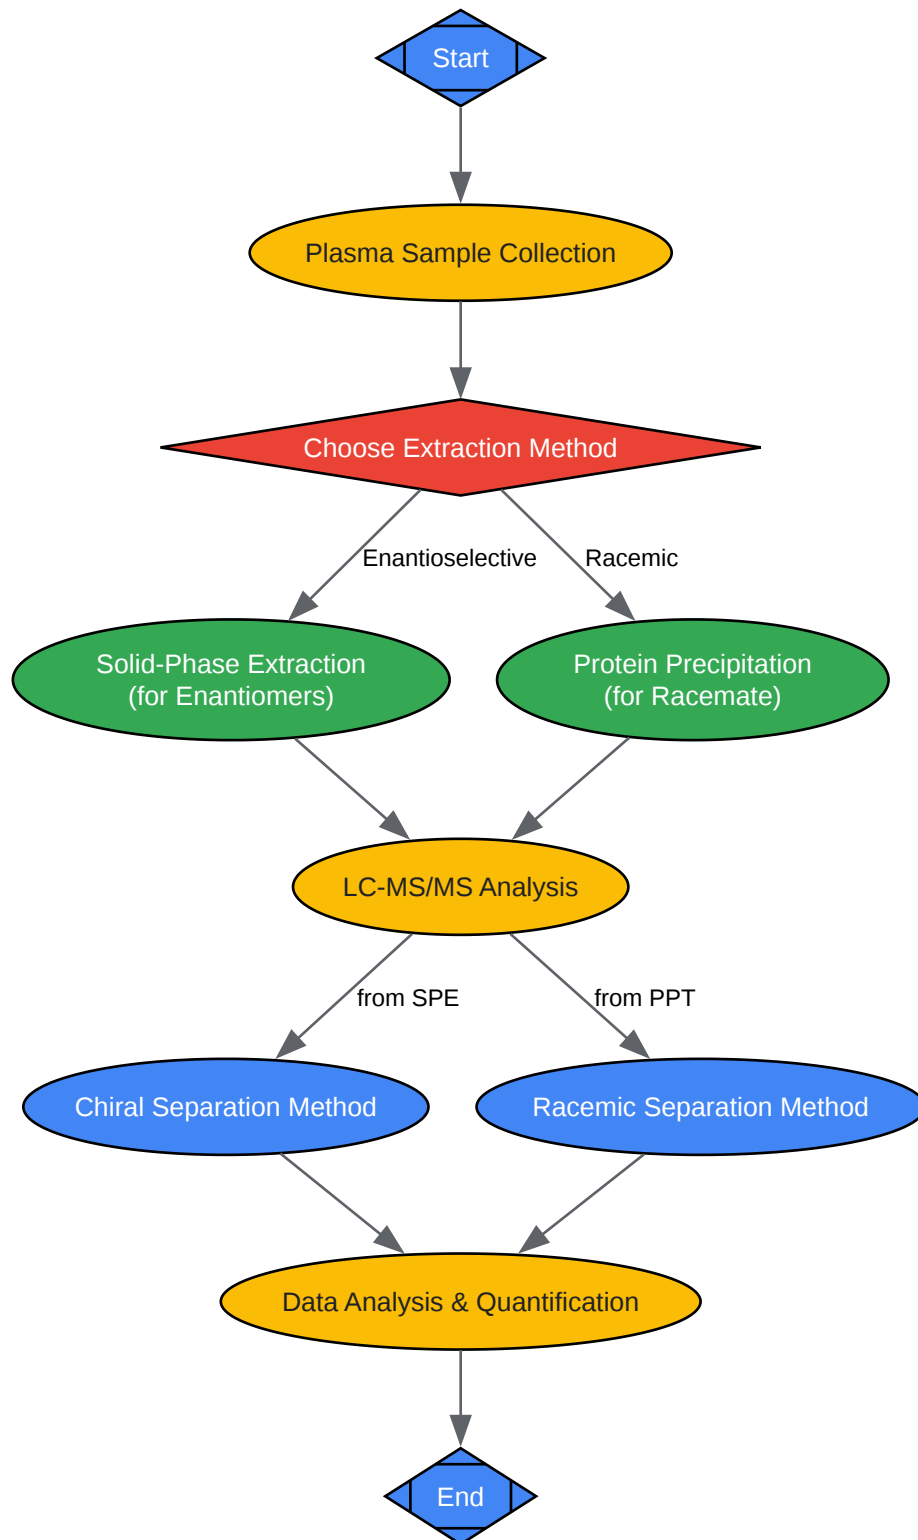 Start
Plasma Sample Collection
Choose Extraction Method
Enantioselective
Racemic
Solid-Phase Extraction
(for Enantiomers)
Protein Precipitation
(for Racemate)
LC-MS/MS Analysis
from SPE
from PPT
Chiral Separation Method
Racemic Separation Method
Data Analysis & Quantification
End